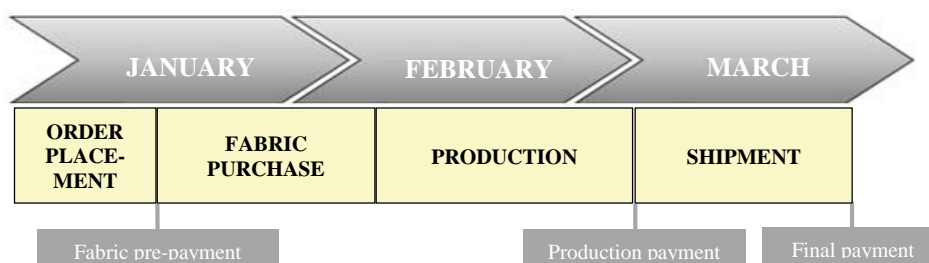 JANUARY
FEBRUARY
MARCH
ORDER
PLACE-
MENT
FABRIC
PURCHASE
PRODUCTION
SHIPMENT
Fabric pre-payment
Production payment
Final payment